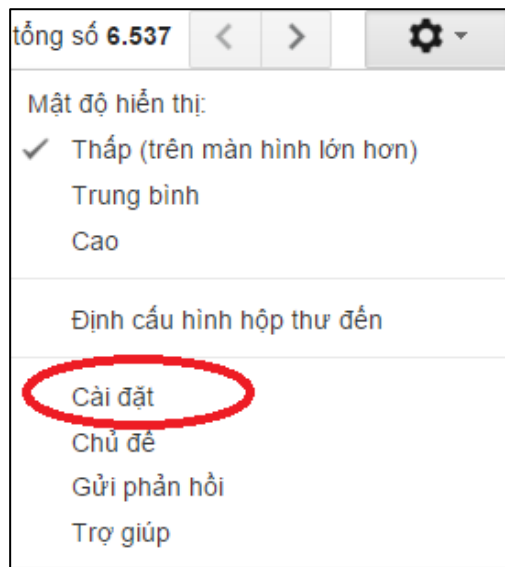 tổng số 6.537
Mật độ hiển thị:
Thấp (trên màn hình lớn hơn)
Trung bình
Cao
Định cấu hình hộp thư đến
Cài đặt
Chủ đề
Gửi phản hồi
Trợ giúp